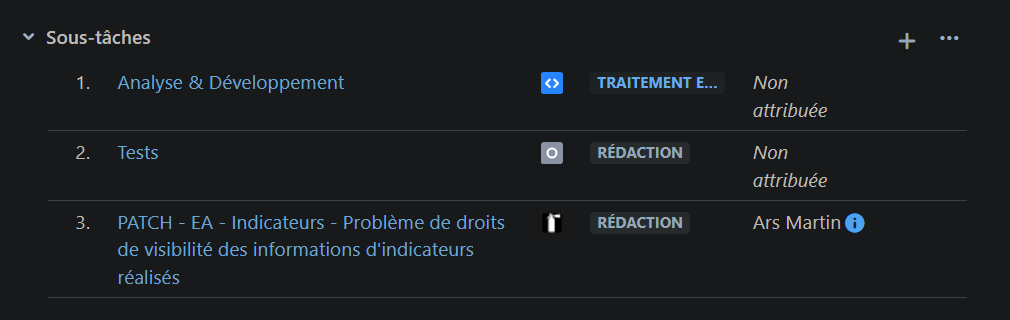 Sous-tâches
1. Analyse & Développement TRAITEMENT E... Non
attribuée
2. Tests RÉDACTION Non
attribuée
3. PATCH - EA - Indicateurs - Problème de droits RÉDACTION Ars Martin
de visibilité des informations d'indicateurs
réalisés